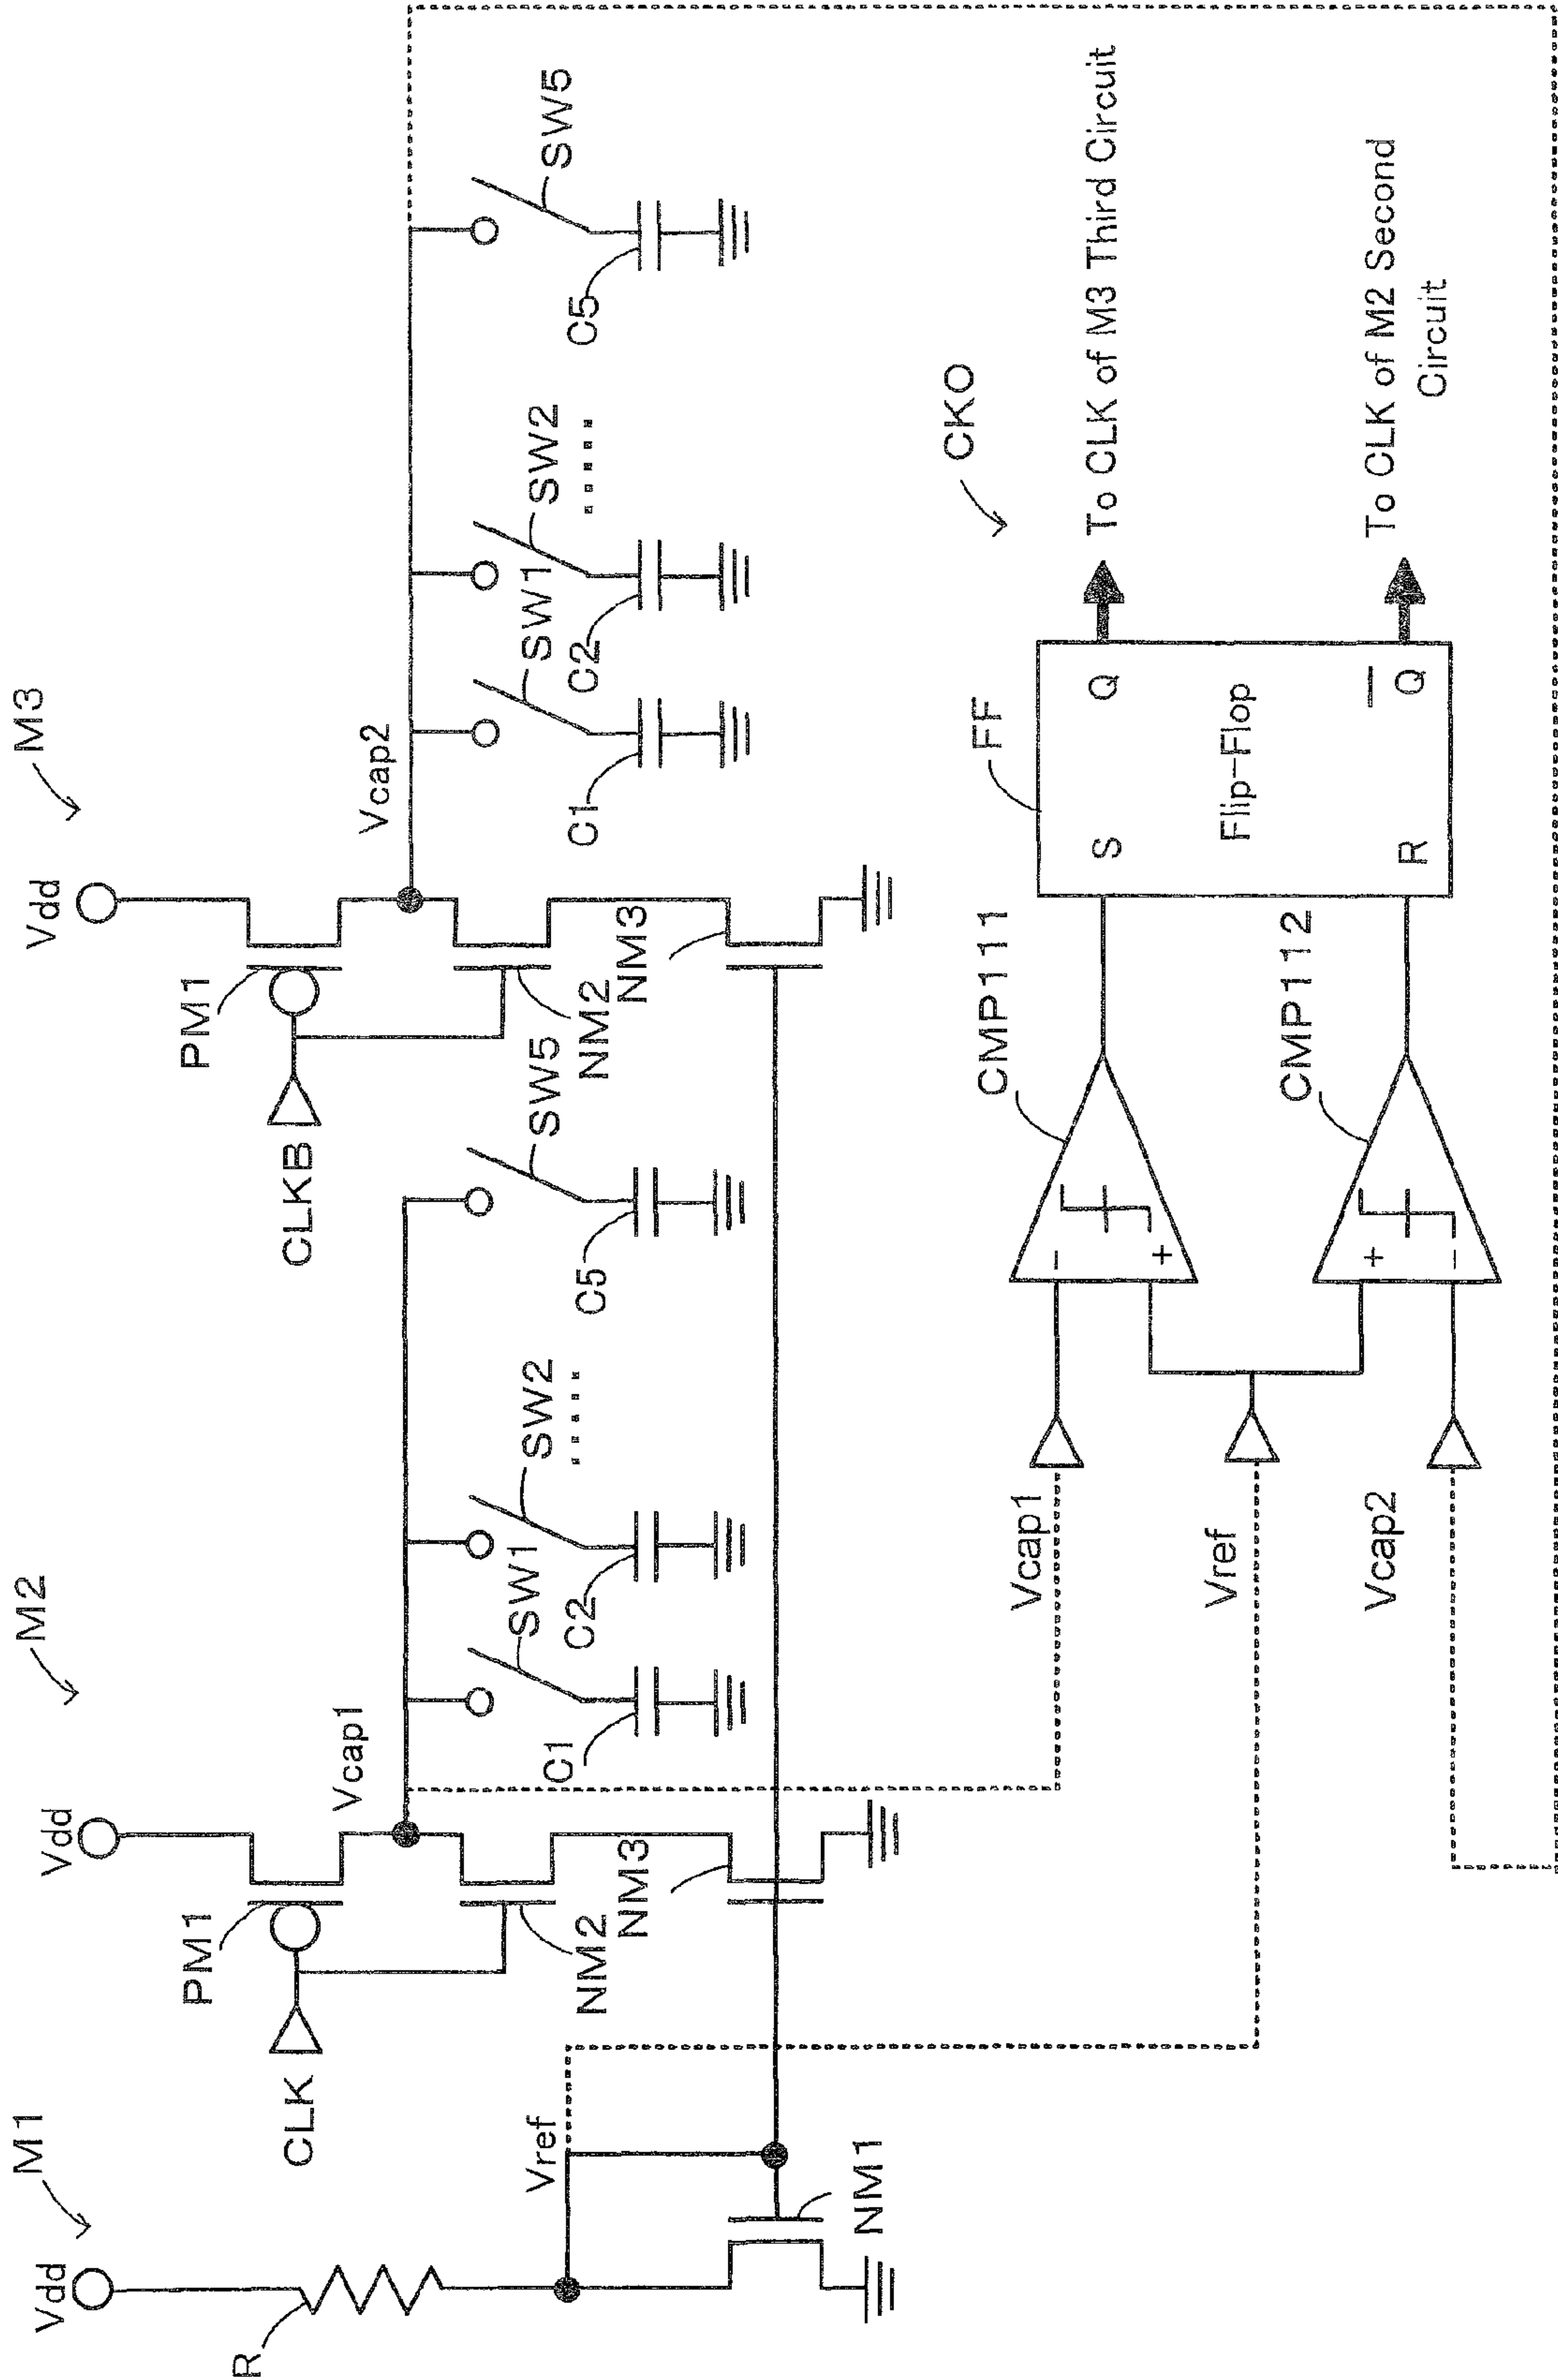 M1
M2
M3
Vdd
Vdd
Vdd
R
PM1
PM1
CLK
CLKB
Vref
Vcap1
Vcap2
SW1
SW2
SW5
SW1
SW2
SW5
C1
C2
C5
C1
C2
C5
NM2
NM3
NM2
NM3
NM1
CKO
Vcap1
Vref
Vcap2
CMP111
CMP112
-
+
+
-
FF
S
Q
Flip-Flop
R
Q
To CLK of M3 Third Circuit
To CLK of M2 Second
Circuit